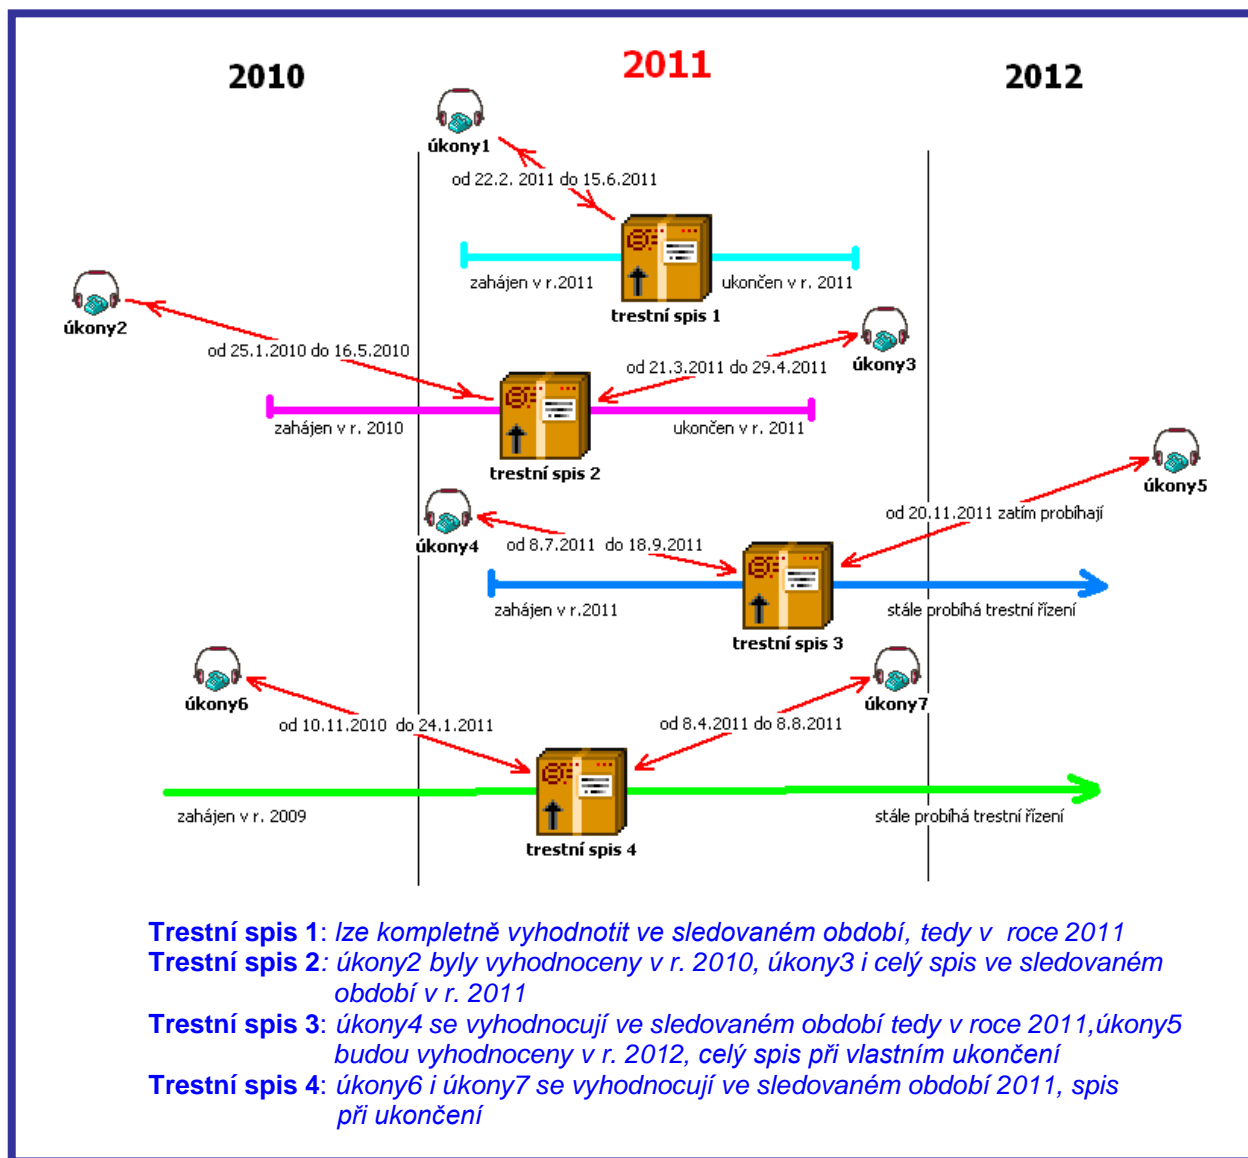 2010
2011
2012
úkony1
od 22.2. 2011 do 15.6.2011
zahájen v r.2011
ukončen v r. 2011
trestní spis 1
úkony2
od 25.1.2010 do 16.5.2010
úkony3
od 21.3.2011 do 29.4.2011
zahájen v r. 2010
ukončen v r. 2011
trestní spis 2
úkony4
od 8.7.2011 do 18.9.2011
úkony5
od 20.11.2011 zatím probíhají
zahájen v r.2011
stále probíhá trestní řízení
trestní spis 3
úkony6
od 10.11.2010 do 24.1.2011
úkony7
od 8.4.2011 do 8.8.2011
zahájen v r. 2009
stále probíhá trestní řízení
trestní spis 4
Trestní spis 1: lze kompletně vyhodnotit ve sledovaném období, tedy v roce 2011
Trestní spis 2: úkony2 byly vyhodnoceny v r. 2010, úkony3 i celý spis ve sledovaném
období v r. 2011
Trestní spis 3: úkony4 se vyhodnocují ve sledovaném období tedy v roce 2011,úkony5
budou vyhodnoceny v r. 2012, celý spis při vlastním ukončení
Trestní spis 4: úkony6 i úkony7 se vyhodnocují ve sledovaném období 2011, spis
při ukončení